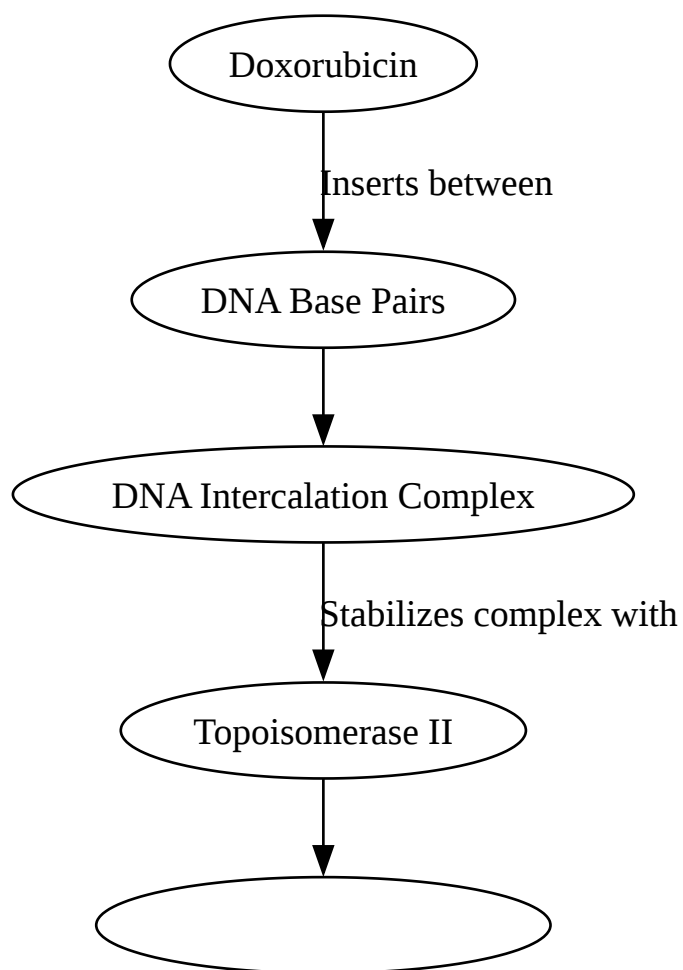 Doxorubicin
Inserts between
DNA Base Pairs
DNA Intercalation Complex
Stabilizes complex with
Topoisomerase II